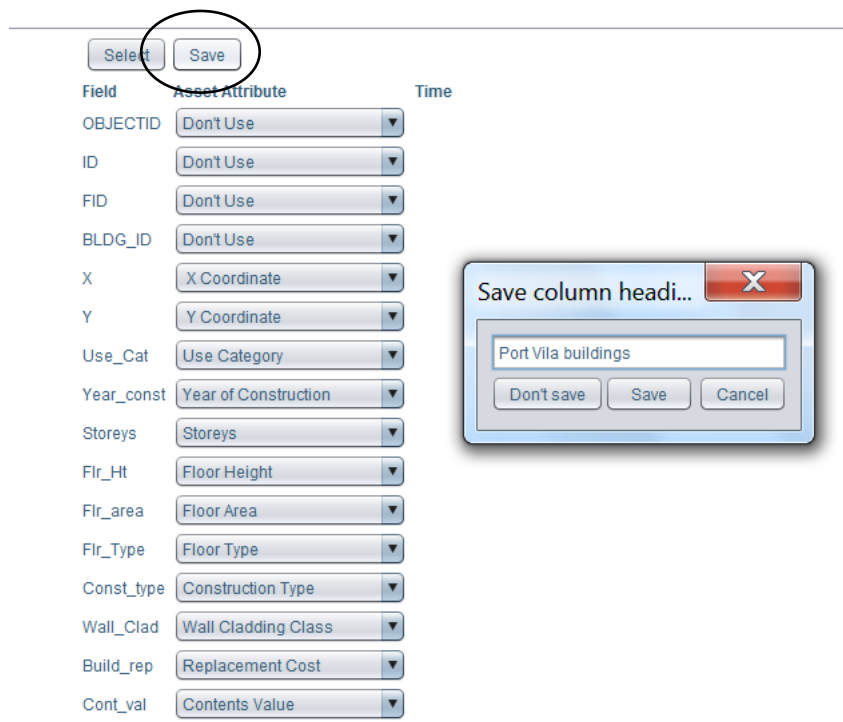 Select Save
Field Asset Attribute Time
OBJECTID Don't Use
ID Don't Use
FID Don't Use
BLDG_ID Don't Use
X X Coordinate
Y Y Coordinate
Use_Cat Use Category
Year_const Year of Construction
Storeys Storeys
Flr_Ht Floor Height
Flr_area Floor Area
Flr_Type Floor Type
Const_type Construction Type
Wall_Clad Wall Cladding Class
Build_rep Replacement Cost
Cont_val Contents Value
Save column headi...
Port Vila buildings
Don't save Save Cancel